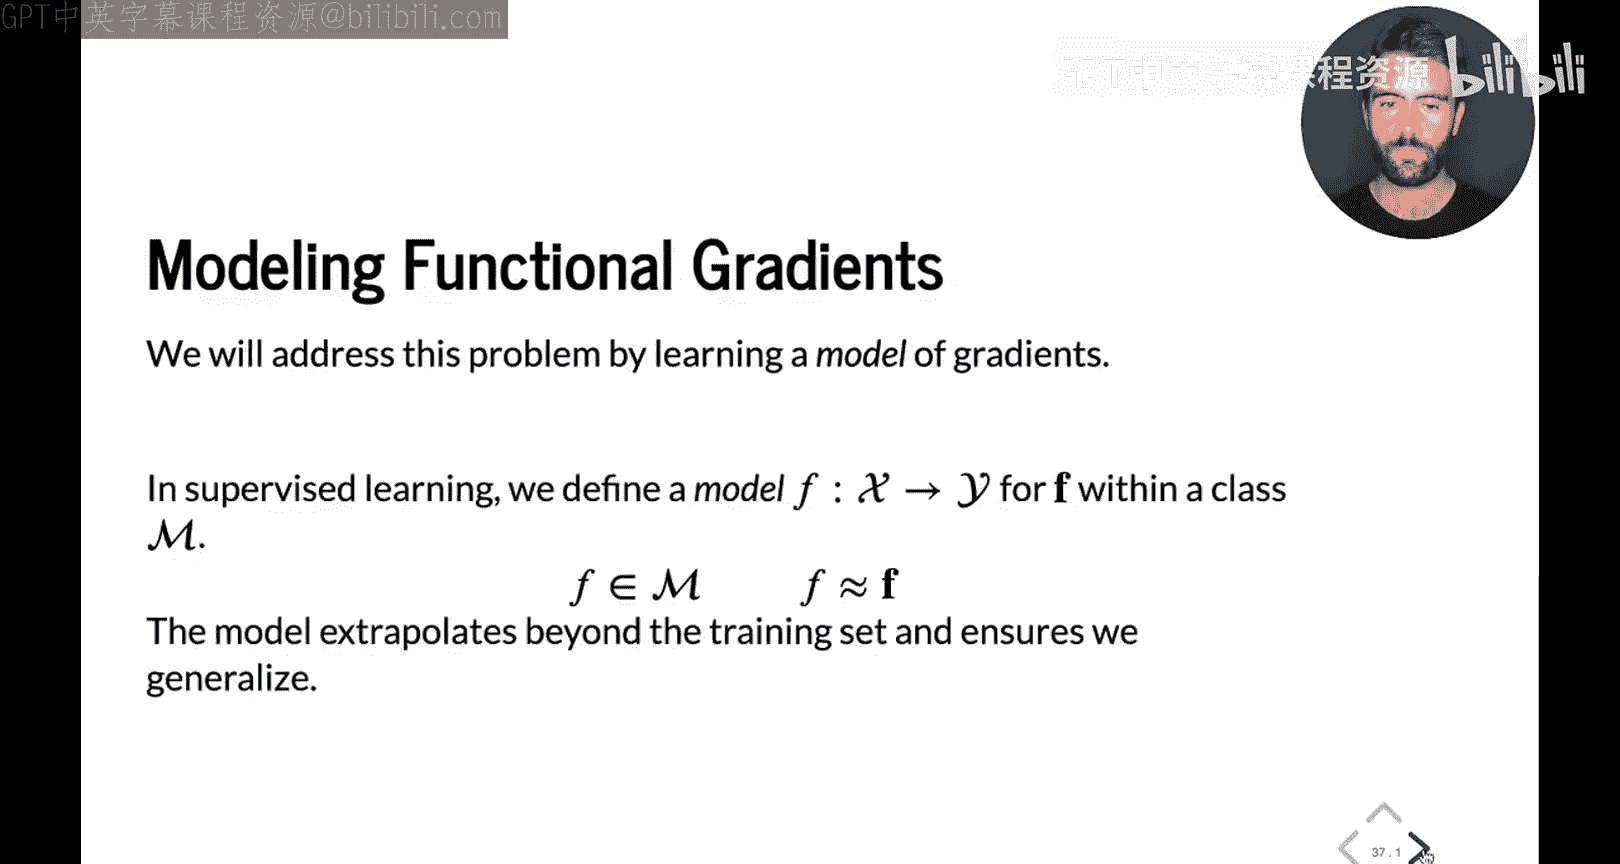 GPT中英字幕课程资源@bilibili.com
课程资源 bilibili
Modeling Functional Gradients
We will address this problem by learning a model of gradients.
In supervised learning, we define a model f : 𝒳 → 𝒴 for 𝐟 within a class
ℳ.
f ∈ ℳ f ≈ 𝐟
The model extrapolates beyond the training set and ensures we
generalize.
37.1